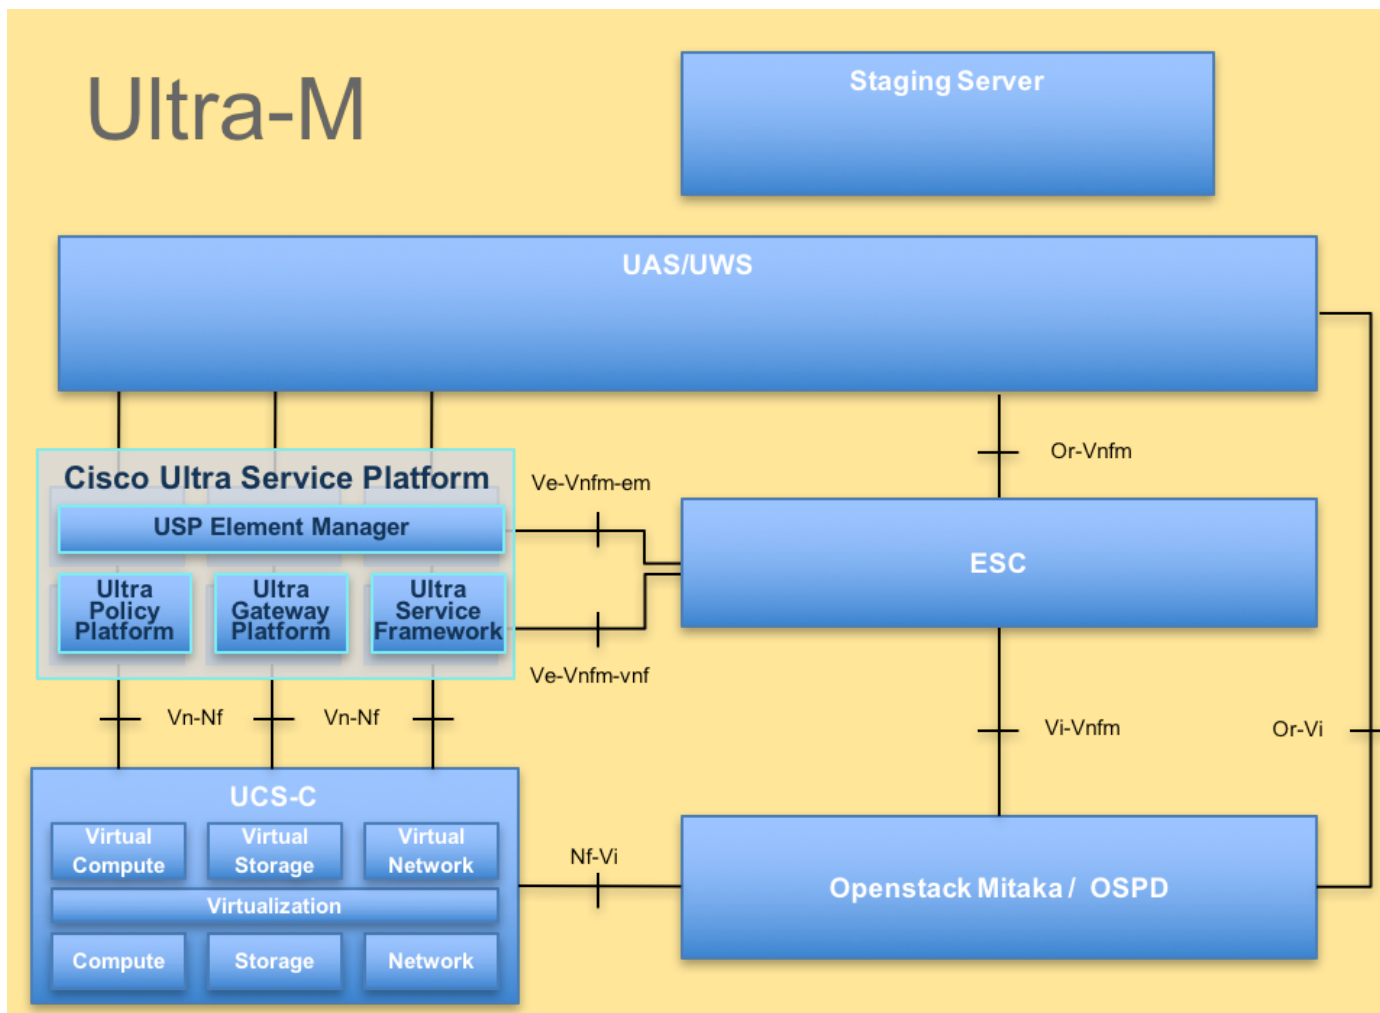 Ultra-M
Staging Server
UAS/UWS
Or-Vnfm
Cisco Ultra Service Platform
Ve-Vnfm-em
USP Element Manager
ESC
Ultra
Policy
Platform
Ultra
Gateway
Platform
Ultra
Service
Framework
Ve-Vnfm-vnf
Vn-Nf
Vn-Nf
Vi-Vnfm
Or-Vi
UCS-C
Virtual
Compute
Virtual
Storage
Virtual
Network
Nf-Vi
Openstack Mitaka / OSPD
Virtualization
Compute
Storage
Network